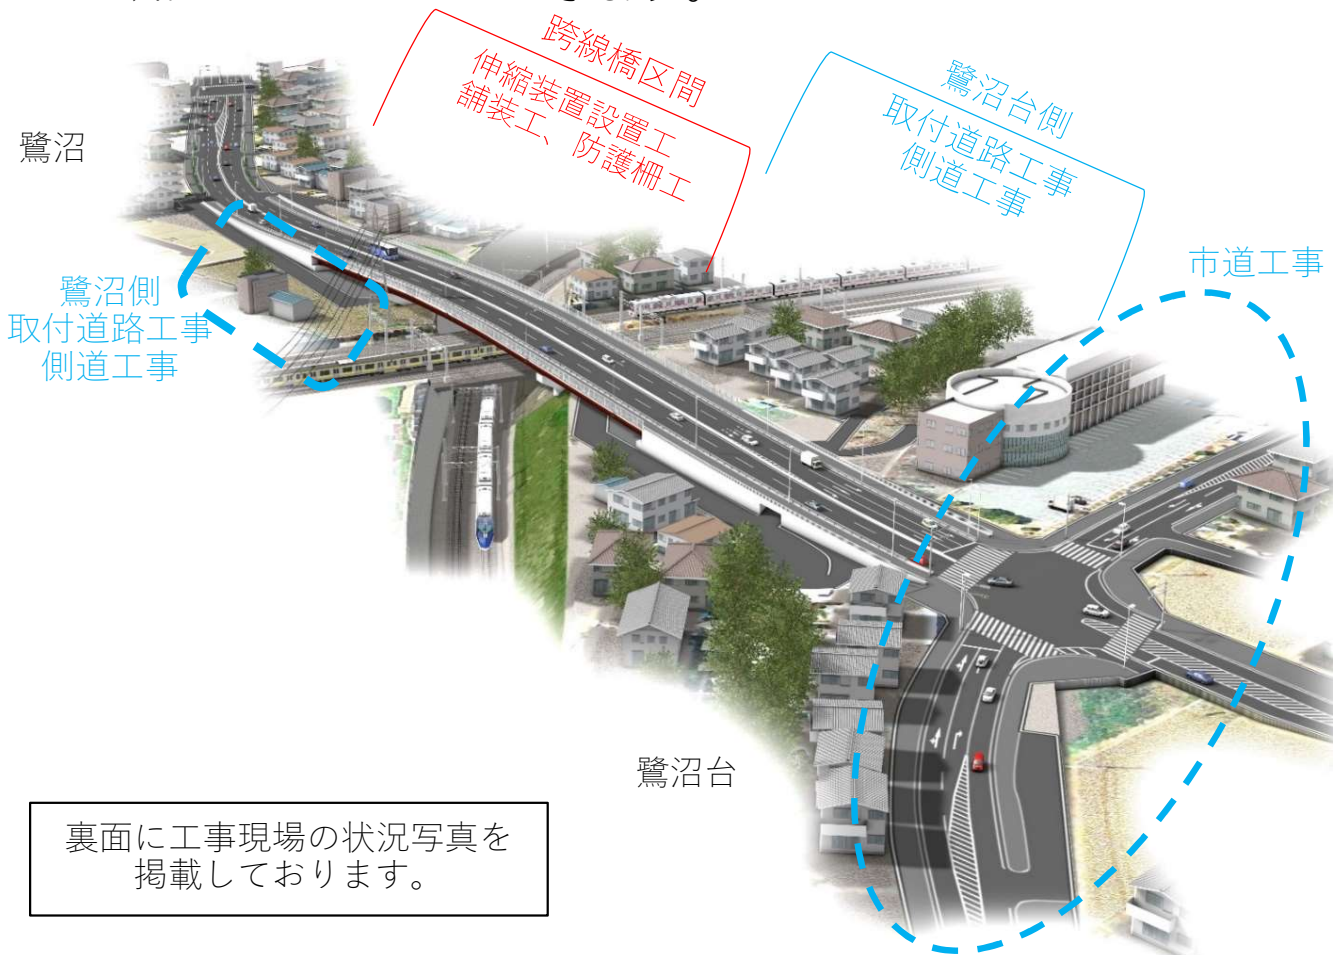 跨線橋区間
伸縮装置設置工
舗装工、防護柵工
鷺沼台側
取付道路工事
側道工事
鷺沼
市道工事
鷺沼側
取付道路工事
側道工事
鷺沼台
裏面に工事現場の状況写真を
掲載しております。